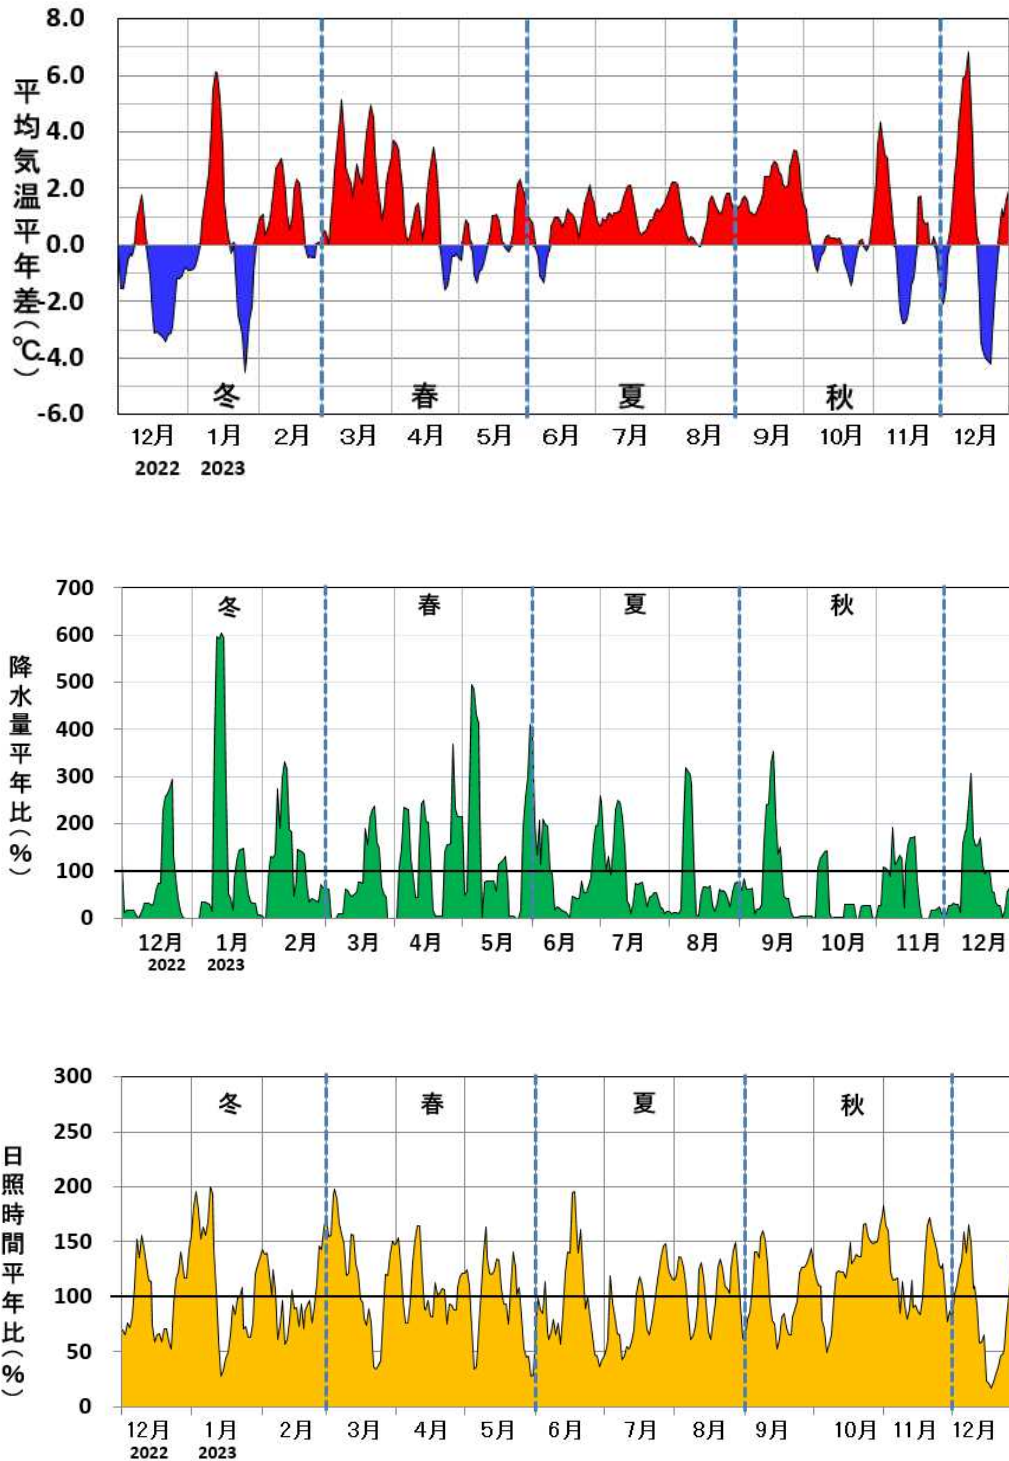 平均気温平年差(℃)
8.0
6.0
4.0
2.0
0.0
-2.0
-4.0
-6.0
冬 春 夏 秋
12月 1月 2月 3月 4月 5月 6月 7月 8月 9月 10月 11月 12月
2022 2023
降水量平年比(%)
700
600
500
400
300
200
100
0
冬 春 夏 秋
12月 1月 2月 3月 4月 5月 6月 7月 8月 9月 10月 11月 12月
2022 2023
日照時間平年比(%)
300
250
200
150
100
50
0
冬 春 夏 秋
12月 1月 2月 3月 4月 5月 6月 7月 8月 9月 10月 11月 12月
2022 2023